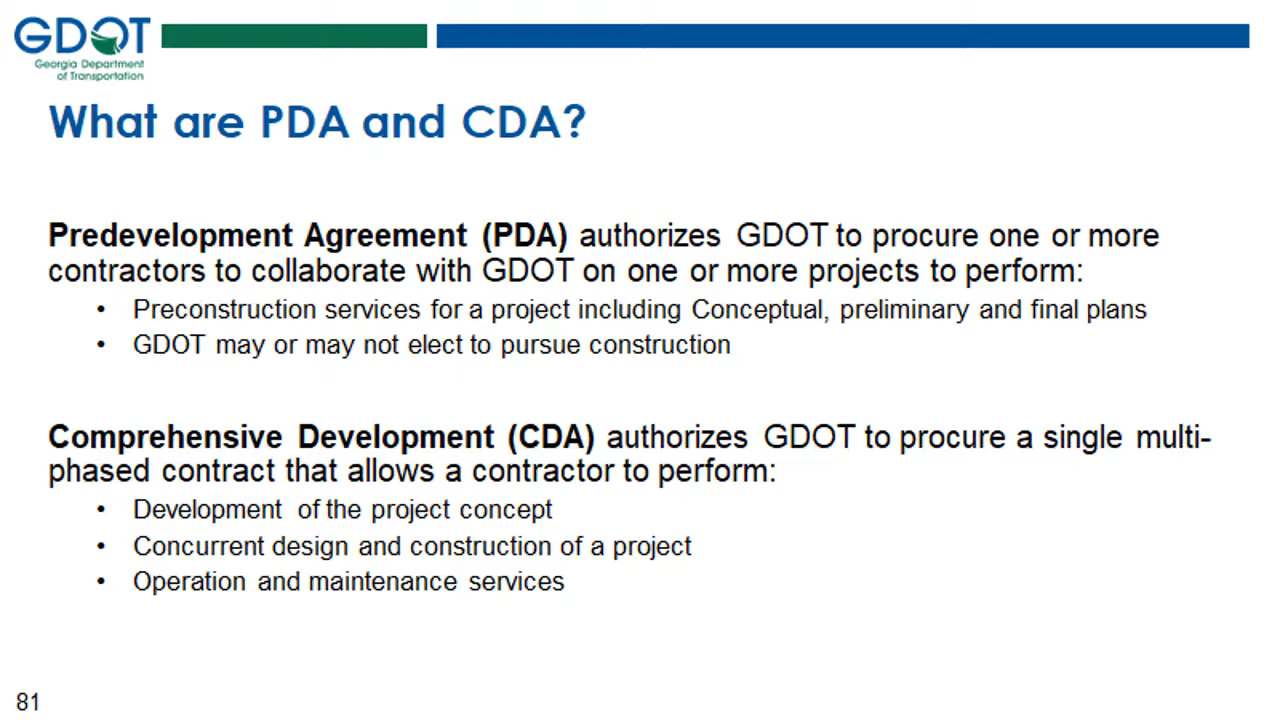 GDOT
Georgia Department
of Transportation
What are PDA and CDA?
Predevelopment Agreement (PDA) authorizes GDOT to procure one or more
contractors to collaborate with GDOT on one or more projects to perform:
• Preconstruction services for a project including Conceptual, preliminary and final plans
• GDOT may or may not elect to pursue construction
Comprehensive Development (CDA) authorizes GDOT to procure a single multi-
phased contract that allows a contractor to perform:
• Development of the project concept
• Concurrent design and construction of a project
• Operation and maintenance services
81